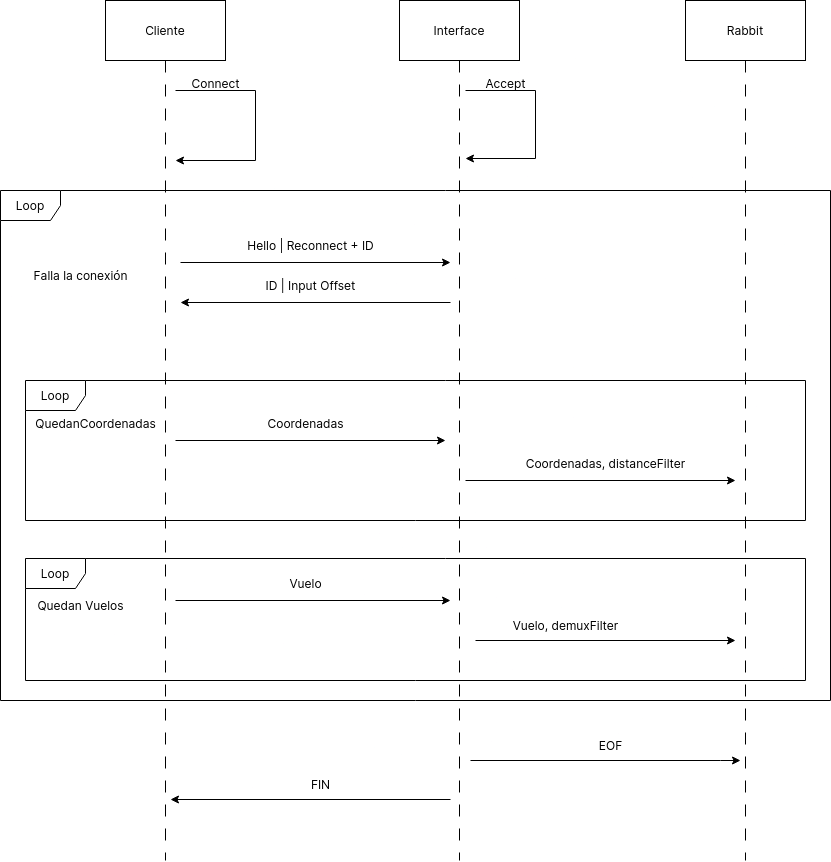 Cliente
Interface
Rabbit
Connect
Accept
Loop
Hello | Reconnect + ID
Falla la conexión
ID | Input Offset
Loop
QuedanCoordenadas
Coordenadas
Coordenadas, distanceFilter
Loop
Vuelo
Quedan Vuelos
Vuelo, demuxFilter
EOF
FIN